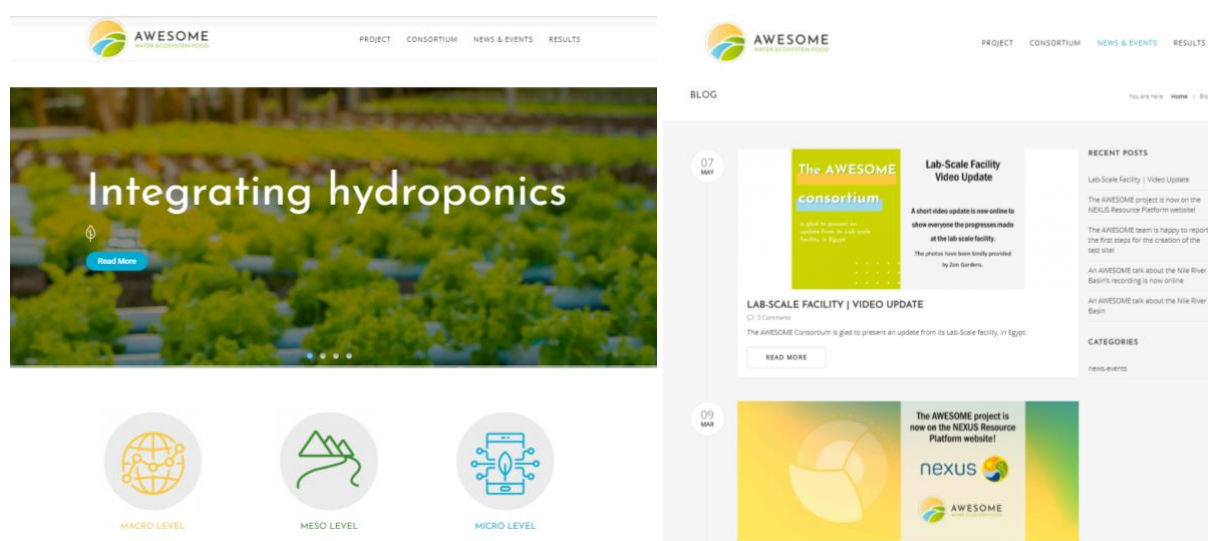 AWESOME
WATER ECOSYSTEM FOOD
PROJECT CONSORTIUM NEWS & EVENTS RESULTS
Integrating hydroponics
Read More
MACRO LEVEL
MESO LEVEL
MICRO LEVEL
AWESOME
WATER ECOSYSTEM FOOD
PROJECT CONSORTIUM NEWS & EVENTS RESULTS
BLOG
You are here: Home /
07
MAY
The AWESOME
consortium
is glad to present an
update from its Lab-scale
facility, in Egypt
Lab-Scale Facility
Video Update
A short video update is now online to
show everyone the progresses made
at the lab scale facility.
The photos have been kindly provided
by Zon Gardens.
LAB-SCALE FACILITY | VIDEO UPDATE
0 Comments
The AWESOME Consortium is glad to present an update from its Lab-Scale facility, in Egypt.
READ MORE
09
MAR
The AWESOME project is
now on the NEXUS Resource
Platform website!
nexus
AWESOME
RECENT POSTS
Lab-Scale Facility | Video Update
The AWESOME project is now on the
NEXUS Resource Platform website!
The AWESOME team is happy to report
the first steps for the creation of the
test site!
An AWESOME talk about the Nile River
Basin's recording is now online
An AWESOME talk about the Nile River
Basin
CATEGORIES
news-events